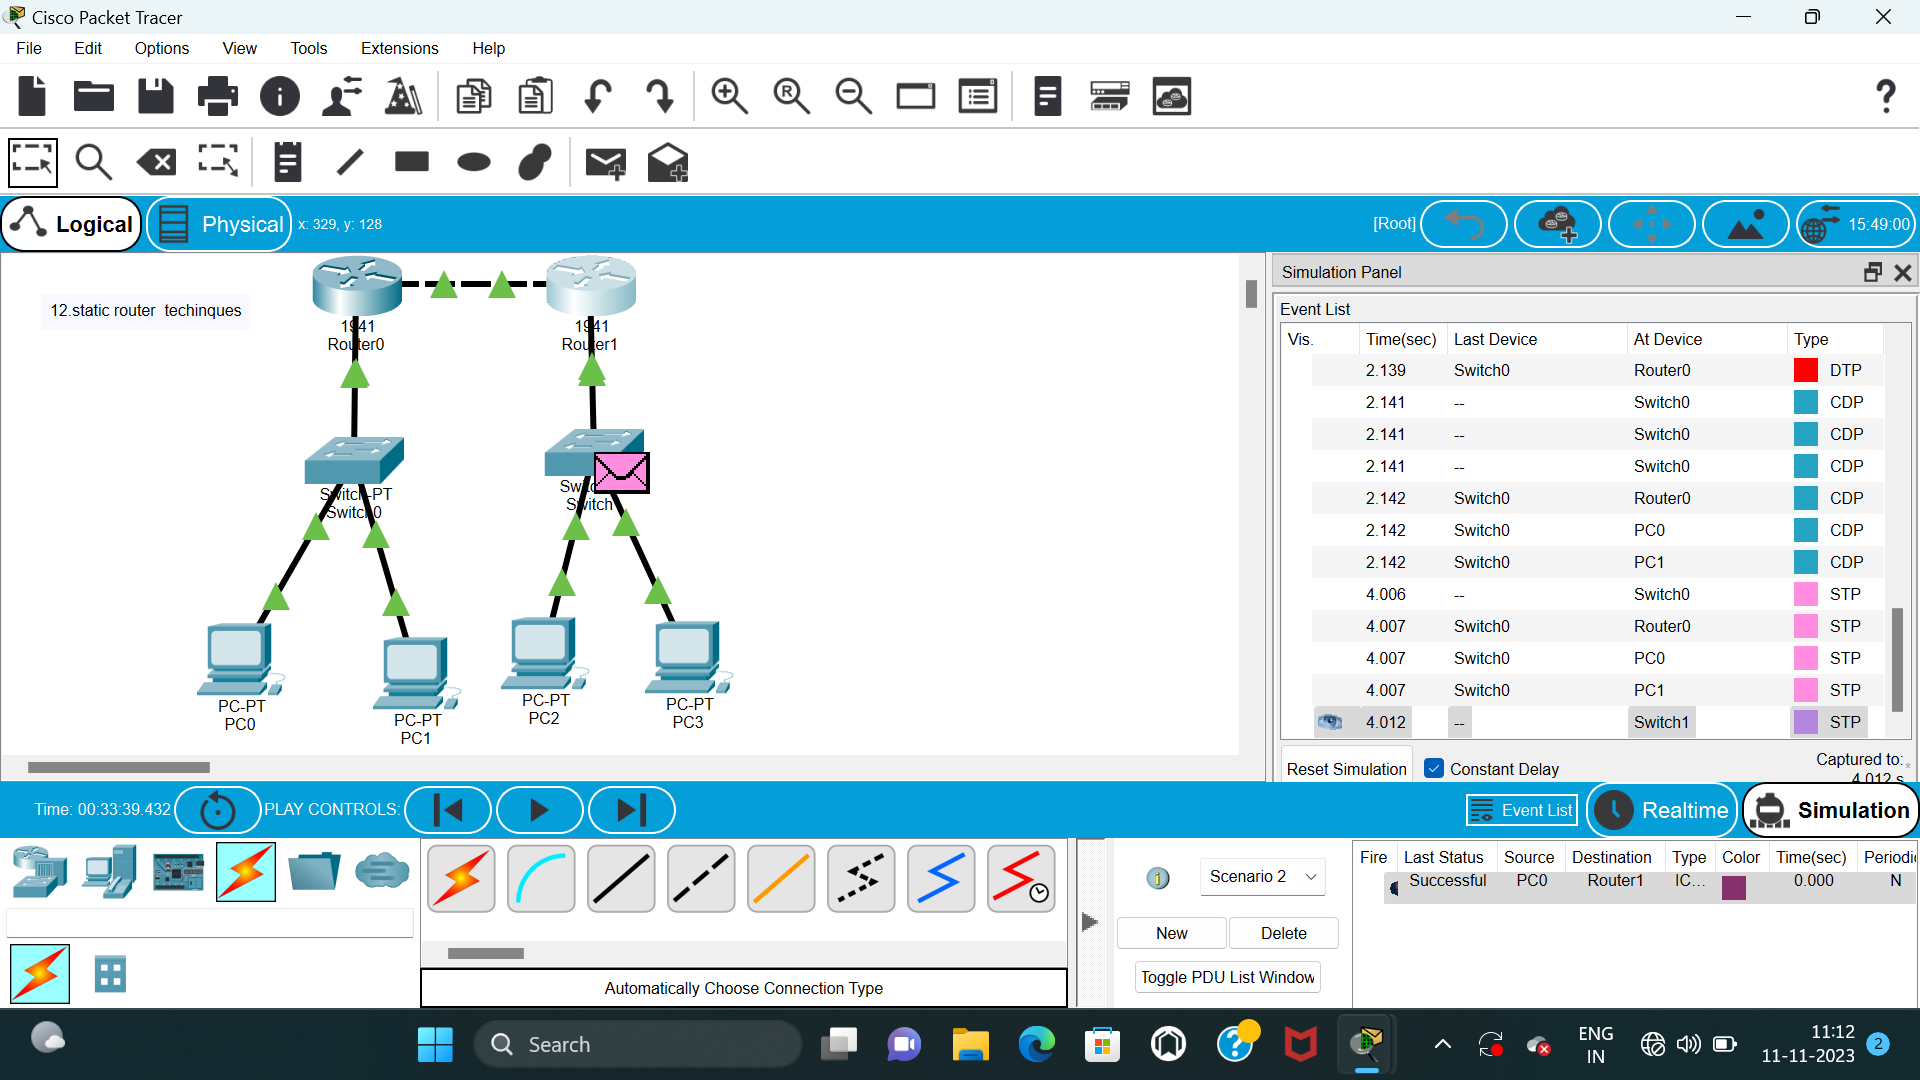 Cisco Packet Tracer
File Edit Options View Tools Extensions Help
Logical Physical x: 329, y: 128 [Root] 15:49:00
12.static router techinques
1941
Router0
1941
Router1
Switch-PT
Switch0
Switch
PC-PT
PC0
PC-PT
PC1
PC-PT
PC2
PC-PT
PC3
Simulation Panel
Event List
Vis. Time(sec) Last Device At Device Type
2.139 Switch0 Router0 DTP
2.141 -- Switch0 CDP
2.141 -- Switch0 CDP
2.141 -- Switch0 CDP
2.142 Switch0 Router0 CDP
2.142 Switch0 PC0 CDP
2.142 Switch0 PC1 CDP
4.006 -- Switch0 STP
4.007 Switch0 Router0 STP
4.007 Switch0 PC0 STP
4.007 Switch0 PC1 STP
4.012 -- Switch1 STP
Reset Simulation Constant Delay Captured to: *
4.012 s
Time: 00:33:39.432 PLAY CONTROLS: Event List Realtime Simulation
Automatically Choose Connection Type
Scenario 2
New Delete
Toggle PDU List Window
Fire Last Status Source Destination Type Color Time(sec) Periodic
Successful PC0 Router1 IC... 0.000 N
Search
ENG
IN
11:12
11-11-2023
2